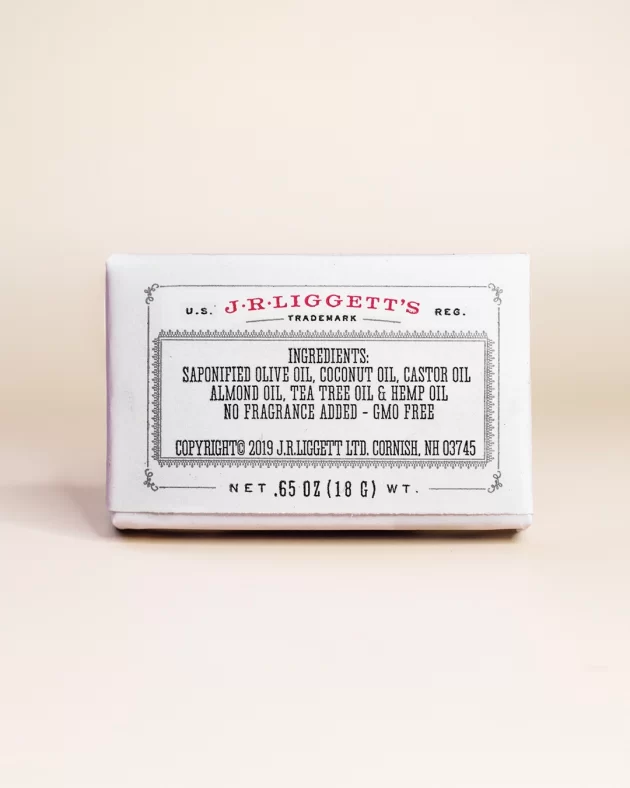 U.S. J·R·LIGGETT'S REG.
TRADEMARK
INGREDIENTS:
SAPONIFIED OLIVE OIL, COCONUT OIL, CASTOR OIL
ALMOND OIL, TEA TREE OIL & HEMP OIL
NO FRAGRANCE ADDED - GMO FREE
COPYRIGHT© 2019 J.R.LIGGETT LTD. CORNISH, NH 03745
NET .65 OZ (18 G) WT.